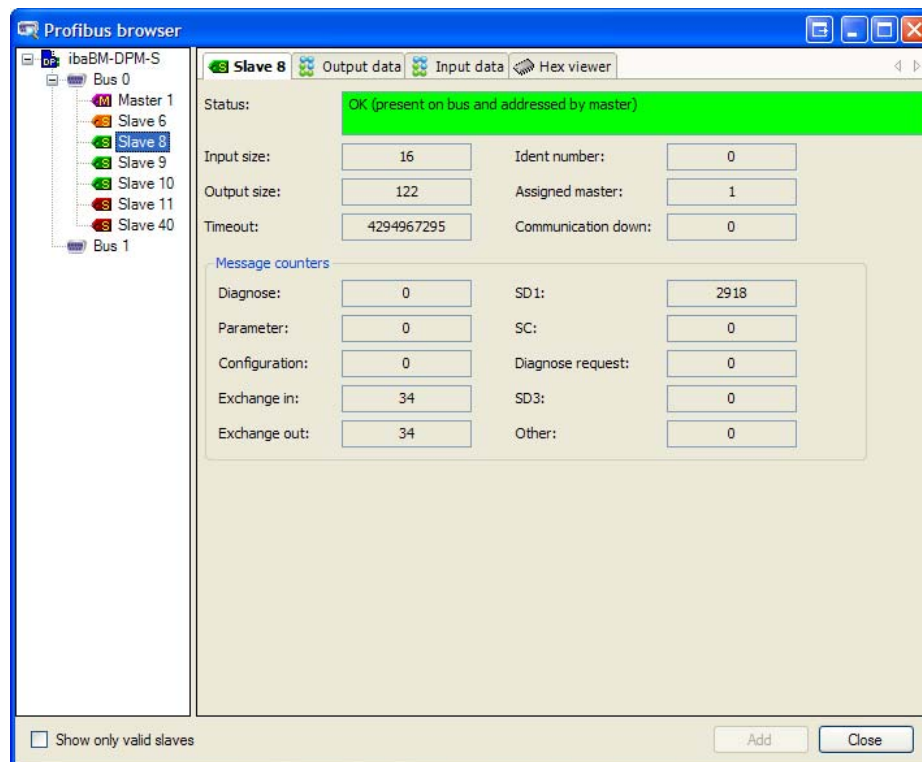 Profibus browser
ibaBM-DPM-S
Bus 0
Master 1
Slave 6
Slave 8
Slave 9
Slave 10
Slave 11
Slave 40
Bus 1
Slave 8 Output data Input data Hex viewer
Status: OK (present on bus and addressed by master)
Input size: 16 Ident number: 0
Output size: 122 Assigned master: 1
Timeout: 4294967295 Communication down: 0
Message counters
Diagnose: 0 SD1: 2918
Parameter: 0 SC: 0
Configuration: 0 Diagnose request: 0
Exchange in: 34 SD3: 0
Exchange out: 34 Other: 0
Show only valid slaves Add Close